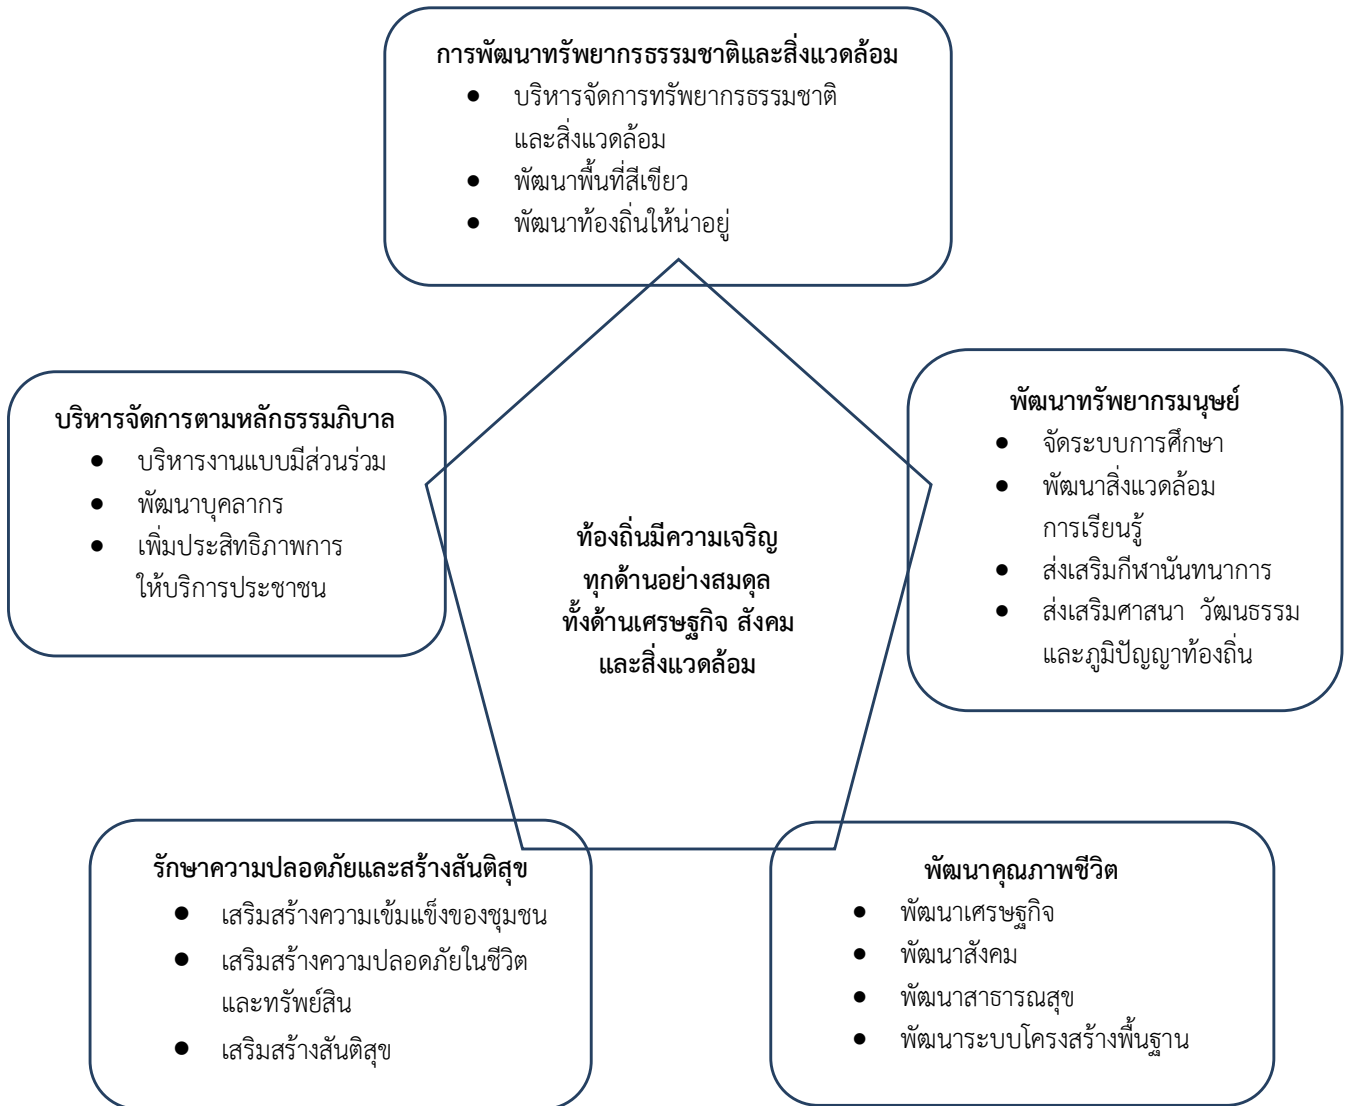 การพัฒนาทรัพยากรธรรมชาติและสิ่งแวดล้อม
● บริหารจัดการทรัพยากรธรรมชาติ
และสิ่งแวดล้อม
● พัฒนาพื้นที่สีเขียว
● พัฒนาท้องถิ่นให้น่าอยู่
บริหารจัดการตามหลักธรรมภิบาล
● บริหารงานแบบมีส่วนร่วม
● พัฒนาบุคลากร
● เพิ่มประสิทธิภาพการ
ให้บริการประชาชน
ท้องถิ่นมีความเจริญ
ทุกด้านอย่างสมดุล
ทั้งด้านเศรษฐกิจ สังคม
และสิ่งแวดล้อม
พัฒนาทรัพยากรมนุษย์
● จัดระบบการศึกษา
● พัฒนาสิ่งแวดล้อม
การเรียนรู้
● ส่งเสริมกีฬานันทนาการ
● ส่งเสริมศาสนา วัฒนธรรม
และภูมิปัญญาท้องถิ่น
รักษาความปลอดภัยและสร้างสันติสุข
● เสริมสร้างความเข้มแข็งของชุมชน
● เสริมสร้างความปลอดภัยในชีวิต
และทรัพย์สิน
● เสริมสร้างสันติสุข
พัฒนาคุณภาพชีวิต
● พัฒนาเศรษฐกิจ
● พัฒนาสังคม
● พัฒนาสาธารณสุข
● พัฒนาระบบโครงสร้างพื้นฐาน